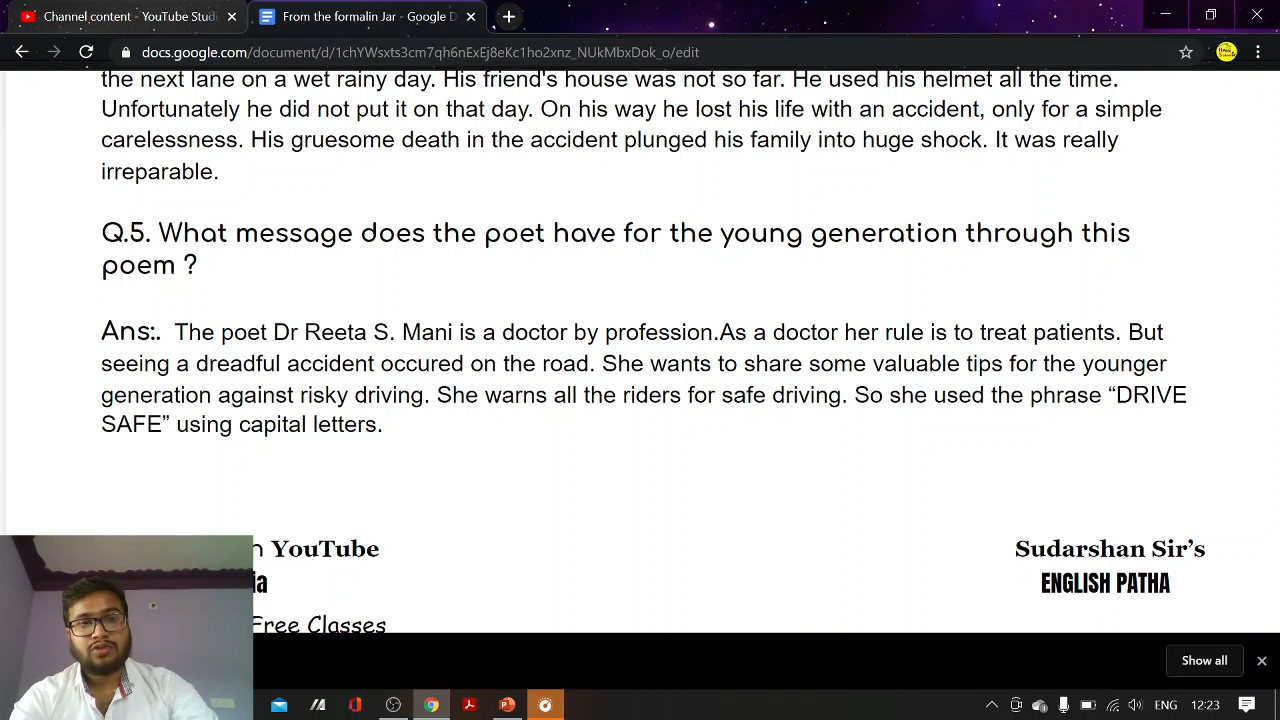 Channel content - YouTube Studi
From the formalin Jar - Google D
docs.google.com/document/d/1chYWsxts3cm7qh6nExEj8eKc1ho2xnz_NUkMbxDok_o/edit
the next lane on a wet rainy day. His friend's house was not so far. He used his helmet all the time.
Unfortunately he did not put it on that day. On his way he lost his life with an accident, only for a simple
carelessness. His gruesome death in the accident plunged his family into huge shock. It was really
irreparable.
Q.5. What message does the poet have for the young generation through this
poem ?
Ans:. The poet Dr Reeta S. Mani is a doctor by profession.As a doctor her rule is to treat patients. But
seeing a dreadful accident occured on the road. She wants to share some valuable tips for the younger
generation against risky driving. She warns all the riders for safe driving. So she used the phrase “DRIVE
SAFE” using capital letters.
n YouTube
ia
Free Classes
Sudarshan Sir’s
ENGLISH PATHA
Show all
ENG
12:23